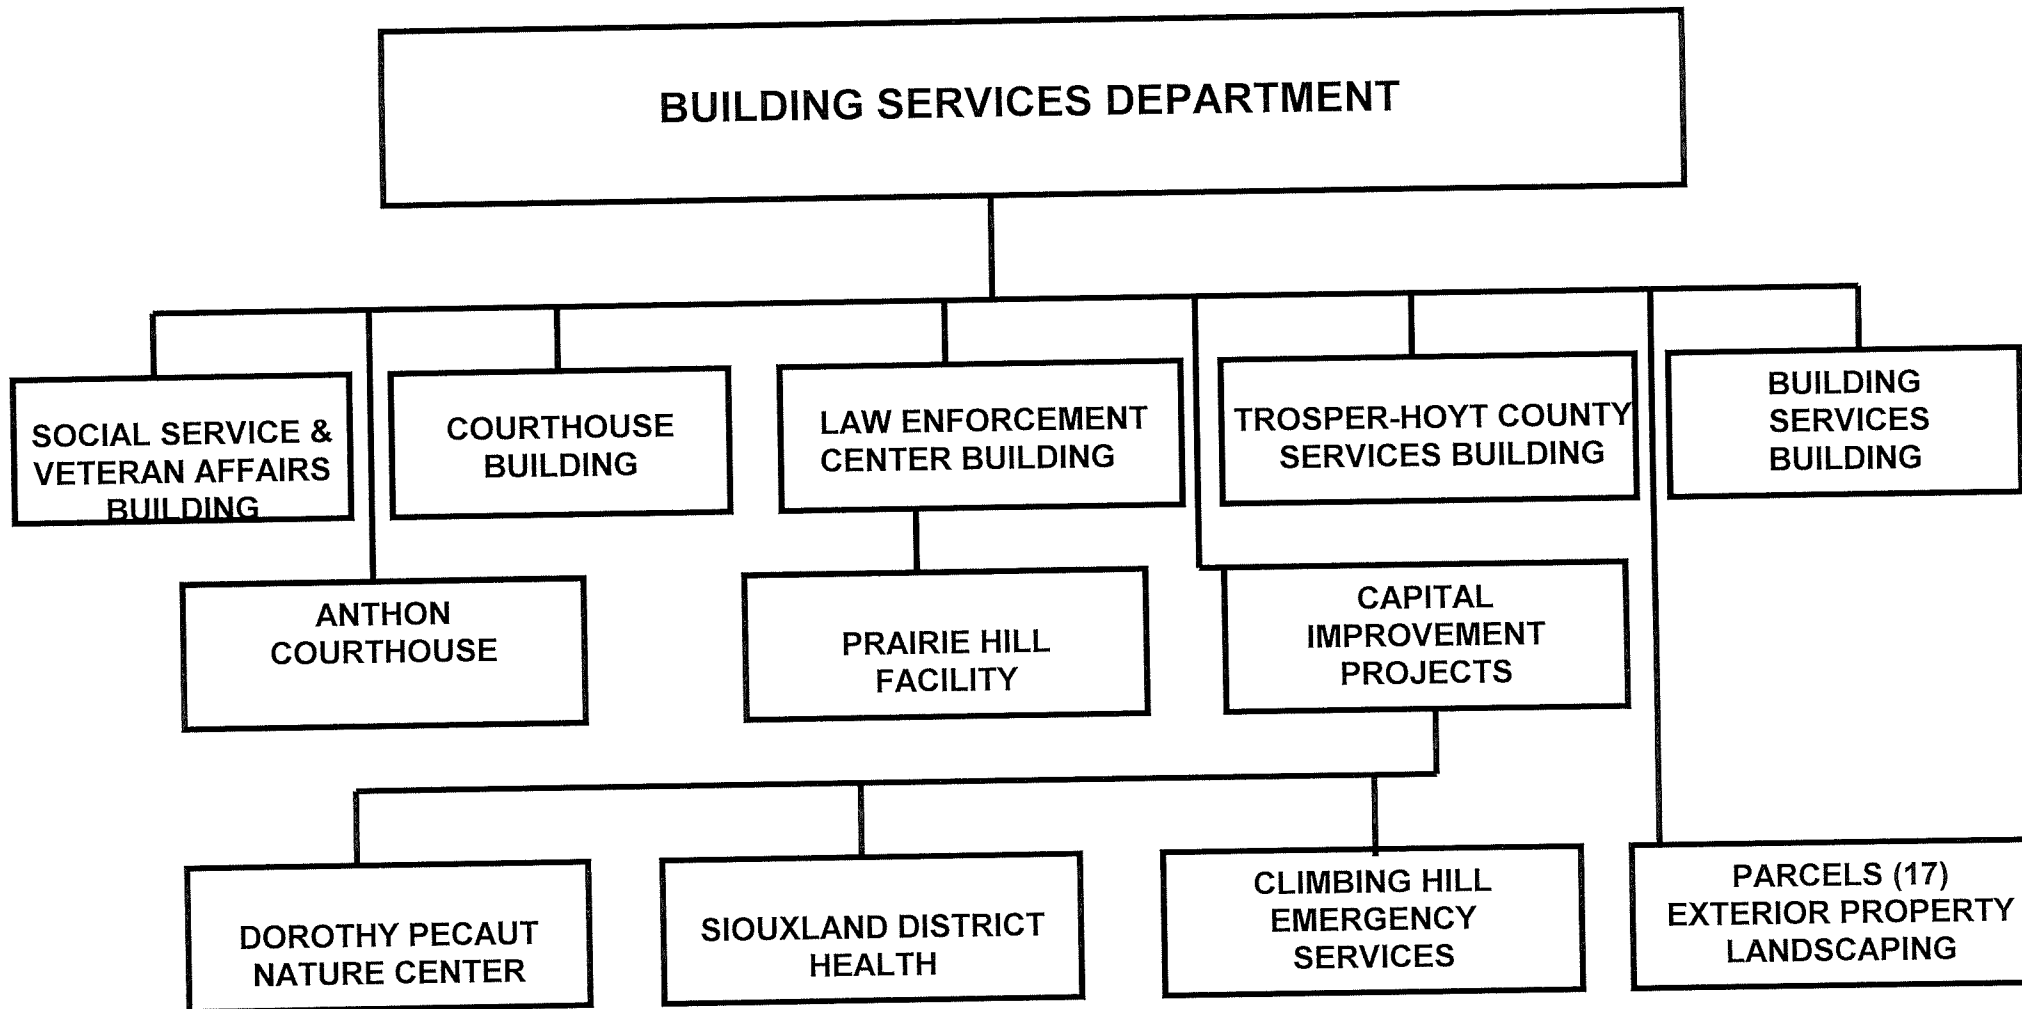 BUILDING SERVICES DEPARTMENT
SOCIAL SERVICE &
VETERAN AFFAIRS
BUILDING
COURTHOUSE
BUILDING
LAW ENFORCEMENT
CENTER BUILDING
TROSPER-HOYT COUNTY
SERVICES BUILDING
BUILDING
SERVICES
BUILDING
ANTHON
COURTHOUSE
PRAIRIE HILL
FACILITY
CAPITAL
IMPROVEMENT
PROJECTS
DOROTHY PECAUT
NATURE CENTER
SIOUXLAND DISTRICT
HEALTH
CLIMBING HILL
EMERGENCY
SERVICES
PARCELS (17)
EXTERIOR PROPERTY
LANDSCAPING